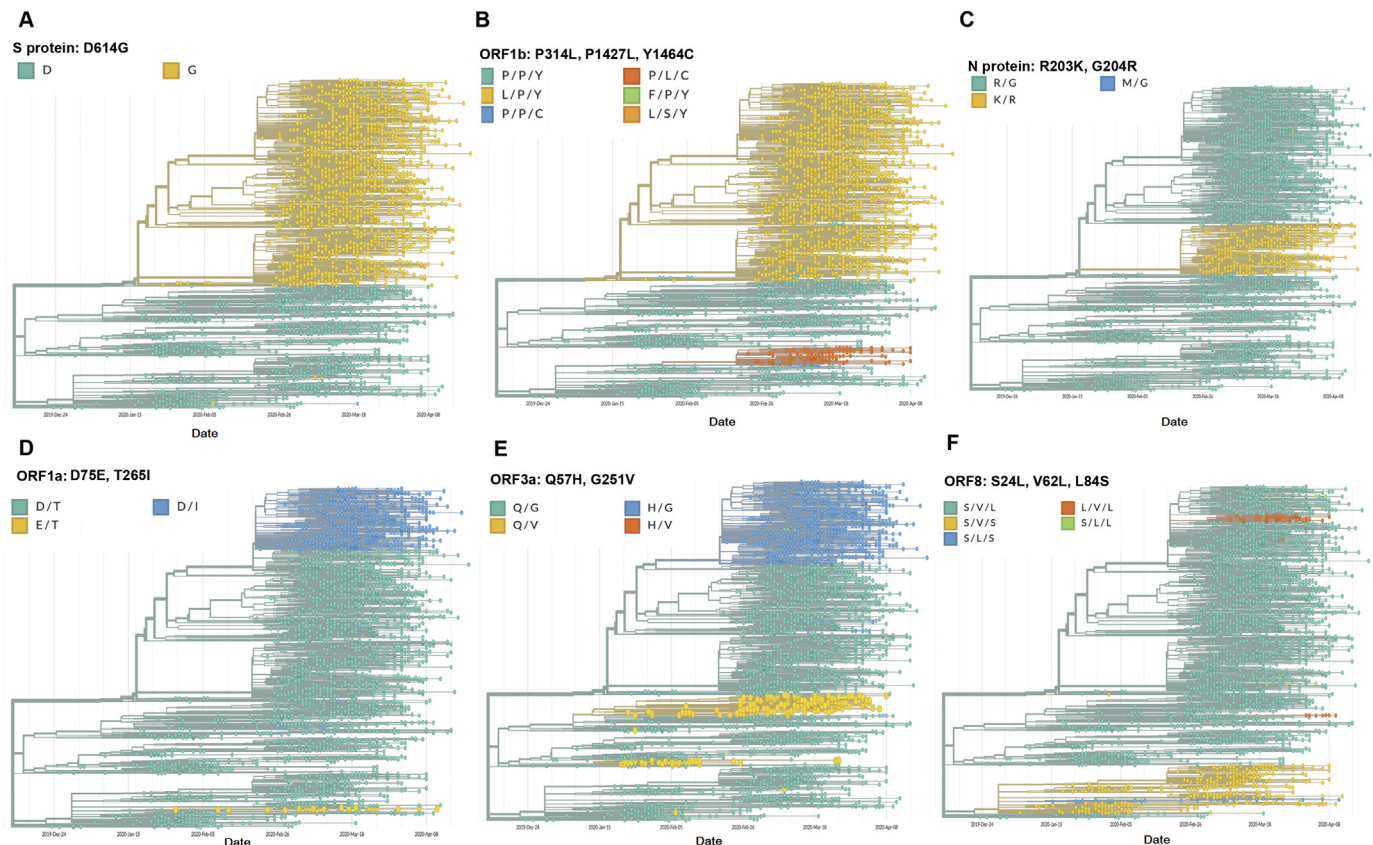 A
S protein: D614G
D G
2019-Dec-24 2020-Jan-15 2020-Feb-05 2020-Feb-26 2020-Mar-18 2020-Apr-08
Date
B
ORF1b: P314L, P1427L, Y1464C
P/P/Y P/L/C
L/P/Y F/P/Y
P/P/C L/S/Y
2019-Dec-24 2020-Jan-15 2020-Feb-05 2020-Feb-26 2020-Mar-18 2020-Apr-08
Date
C
N protein: R203K, G204R
R/G M/G
K/R
2019-Dec-24 2020-Jan-15 2020-Feb-05 2020-Feb-26 2020-Mar-18 2020-Apr-08
Date
D
ORF1a: D75E, T265I
D/T D/I
E/T
2019-Dec-24 2020-Jan-15 2020-Feb-05 2020-Feb-26 2020-Mar-18 2020-Apr-08
Date
E
ORF3a: Q57H, G251V
Q/G H/G
Q/V H/V
2019-Dec-24 2020-Jan-15 2020-Feb-05 2020-Feb-26 2020-Mar-18 2020-Apr-08
Date
F
ORF8: S24L, V62L, L84S
S/V/L L/V/L
S/V/S S/L/L
S/L/S
2019-Dec-24 2020-Jan-15 2020-Feb-05 2020-Feb-26 2020-Mar-18 2020-Apr-08
Date